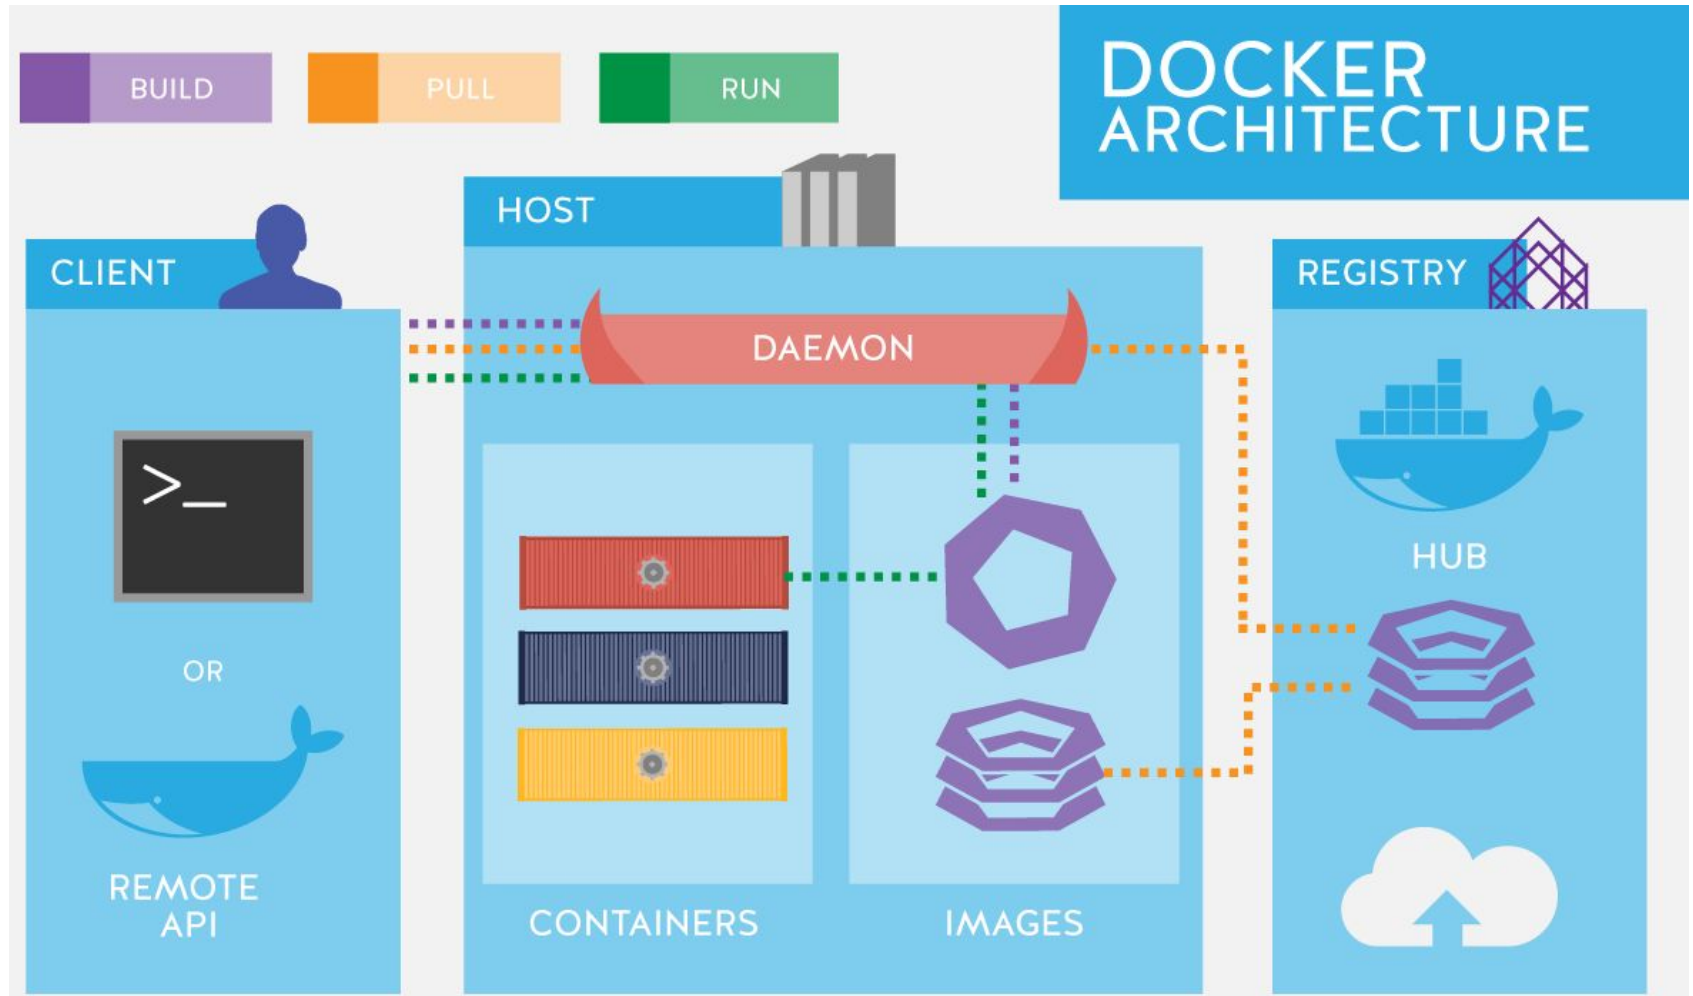 BUILD
PULL
RUN
DOCKER
ARCHITECTURE
CLIENT
>_
OR
REMOTE
API
HOST
DAEMON
CONTAINERS
IMAGES
REGISTRY
HUB